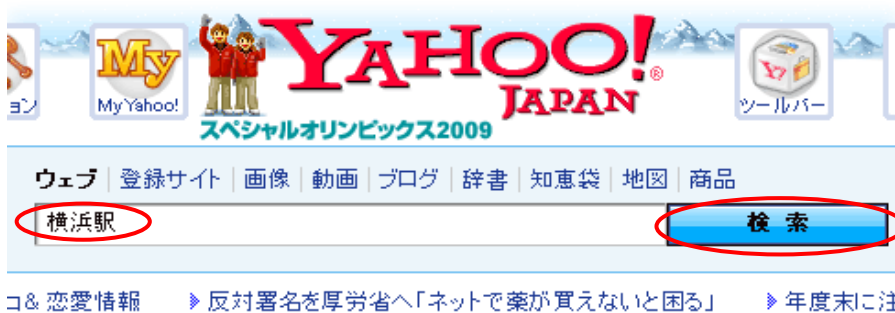 YAHOO!®
JAPAN
ョン
My
My Yahoo!
スペシャルオリンピックス2009
ツールバー
ウェブ 登録サイト 画像 動画 ブログ 辞書 知恵袋 地図 商品
横浜駅 検 索
コ& 恋愛情報 反対署名を厚労省へ「ネットで薬が買えないと困る」 年度末に注